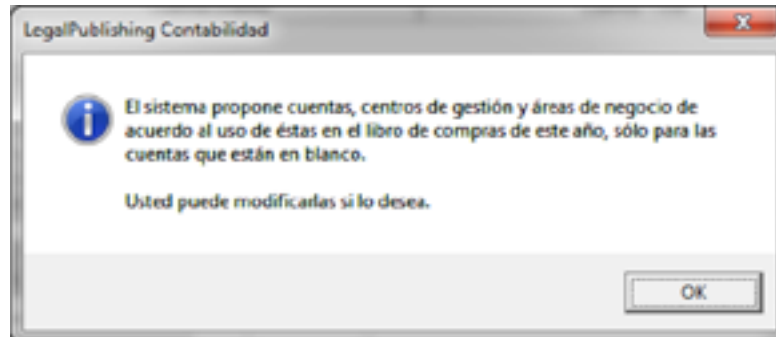 LegalPublishing Contabilidad
El sistema propone cuentas, centros de gestión y áreas de negocio de
acuerdo al uso de éstas en el libro de compras de este año, sólo para las
cuentas que están en blanco.
Usted puede modificarlas si lo desea.
OK